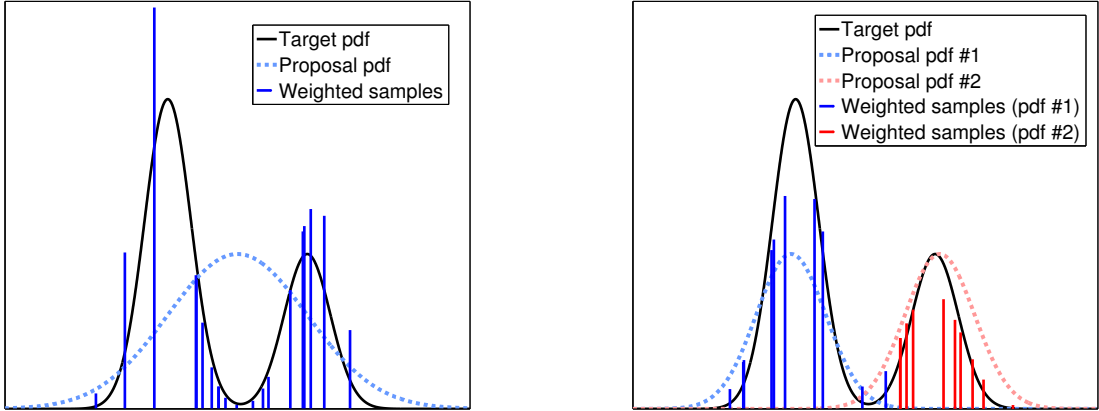 Target pdf
Proposal pdf
Weighted samples
Target pdf
Proposal pdf #1
Proposal pdf #2
Weighted samples (pdf #1)
Weighted samples (pdf #2)